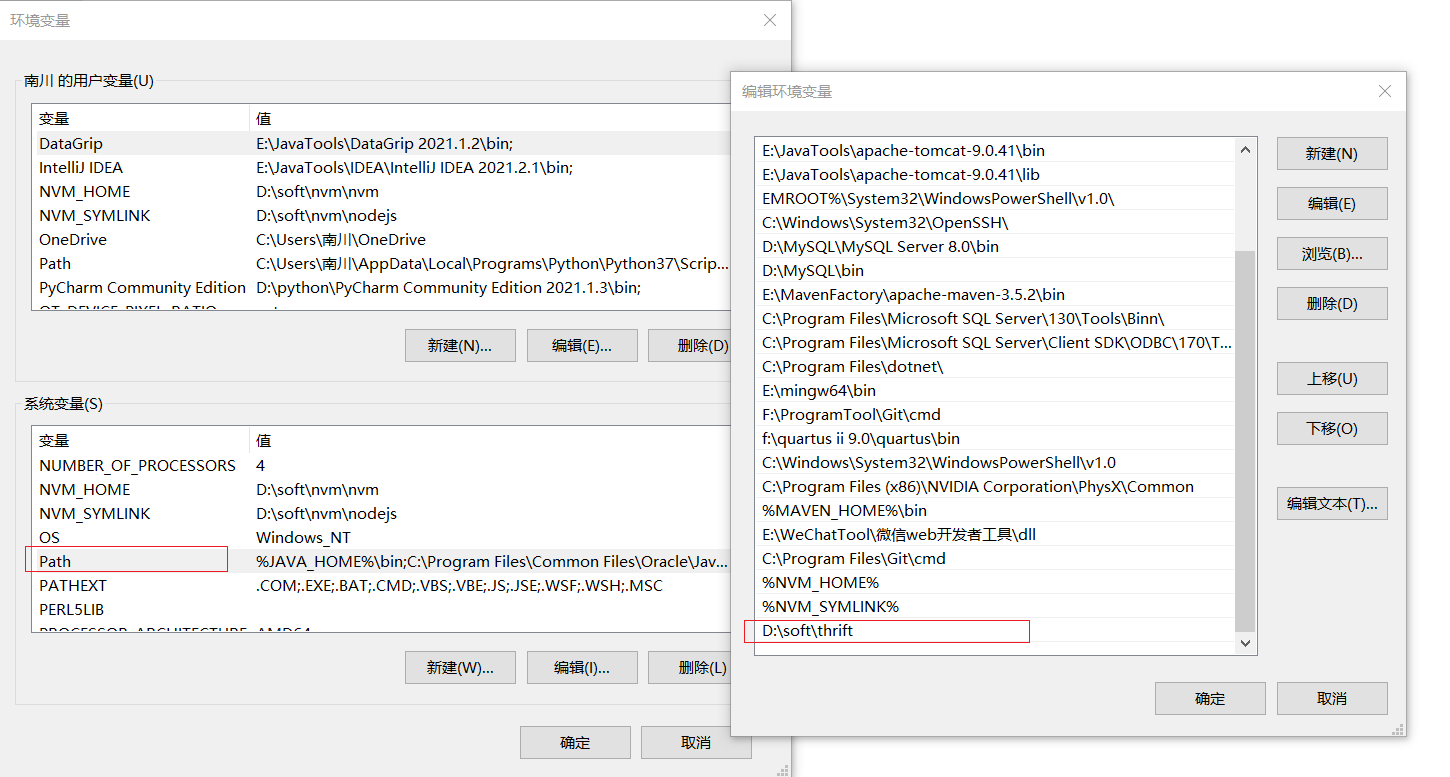 环境变量
南川 的用户变量(U)
变量 值
DataGrip E:\JavaTools\DataGrip 2021.1.2\bin;
IntelliJ IDEA E:\JavaTools\IDEA\IntelliJ IDEA 2021.2.1\bin;
NVM_HOME D:\soft\nvm\nvm
NVM_SYMLINK D:\soft\nvm\nodejs
OneDrive C:\Users\南川\OneDrive
Path C:\Users\南川\AppData\Local\Programs\Python\Python37\Scrip...
PyCharm Community Edition D:\python\PyCharm Community Edition 2021.1.3\bin;
新建(N)... 编辑(E)... 删除(D)
系统变量(S)
变量 值
NUMBER_OF_PROCESSORS 4
NVM_HOME D:\soft\nvm\nvm
NVM_SYMLINK D:\soft\nvm\nodejs
OS Windows_NT
Path %JAVA_HOME%\bin;C:\Program Files\Common Files\Oracle\Jav...
PATHEXT .COM;.EXE;.BAT;.CMD;.VBS;.VBE;.JS;.JSE;.WSF;.WSH;.MSC
PERL5LIB
PROCESSOR_ARCHITECTURE AMD64
新建(W)... 编辑(I)... 删除(L)
确定 取消
编辑环境变量
E:\JavaTools\apache-tomcat-9.0.41\bin
E:\JavaTools\apache-tomcat-9.0.41\lib
EMROOT%\System32\WindowsPowerShell\v1.0\
C:\Windows\System32\OpenSSH\
D:\MySQL\MySQL Server 8.0\bin
D:\MySQL\bin
E:\MavenFactory\apache-maven-3.5.2\bin
C:\Program Files\Microsoft SQL Server\130\Tools\Binn\
C:\Program Files\Microsoft SQL Server\Client SDK\ODBC\170\T...
C:\Program Files\dotnet\
E:\mingw64\bin
F:\ProgramTool\Git\cmd
f:\quartus ii 9.0\quartus\bin
C:\Windows\System32\WindowsPowerShell\v1.0
C:\Program Files (x86)\NVIDIA Corporation\PhysX\Common
%MAVEN_HOME%\bin
E:\WeChatTool\微信web开发者工具\dll
C:\Program Files\Git\cmd
%NVM_HOME%
%NVM_SYMLINK%
D:\soft\thrift
新建(N)
编辑(E)
浏览(B)...
删除(D)
上移(U)
下移(O)
编辑文本(T)...
确定 取消